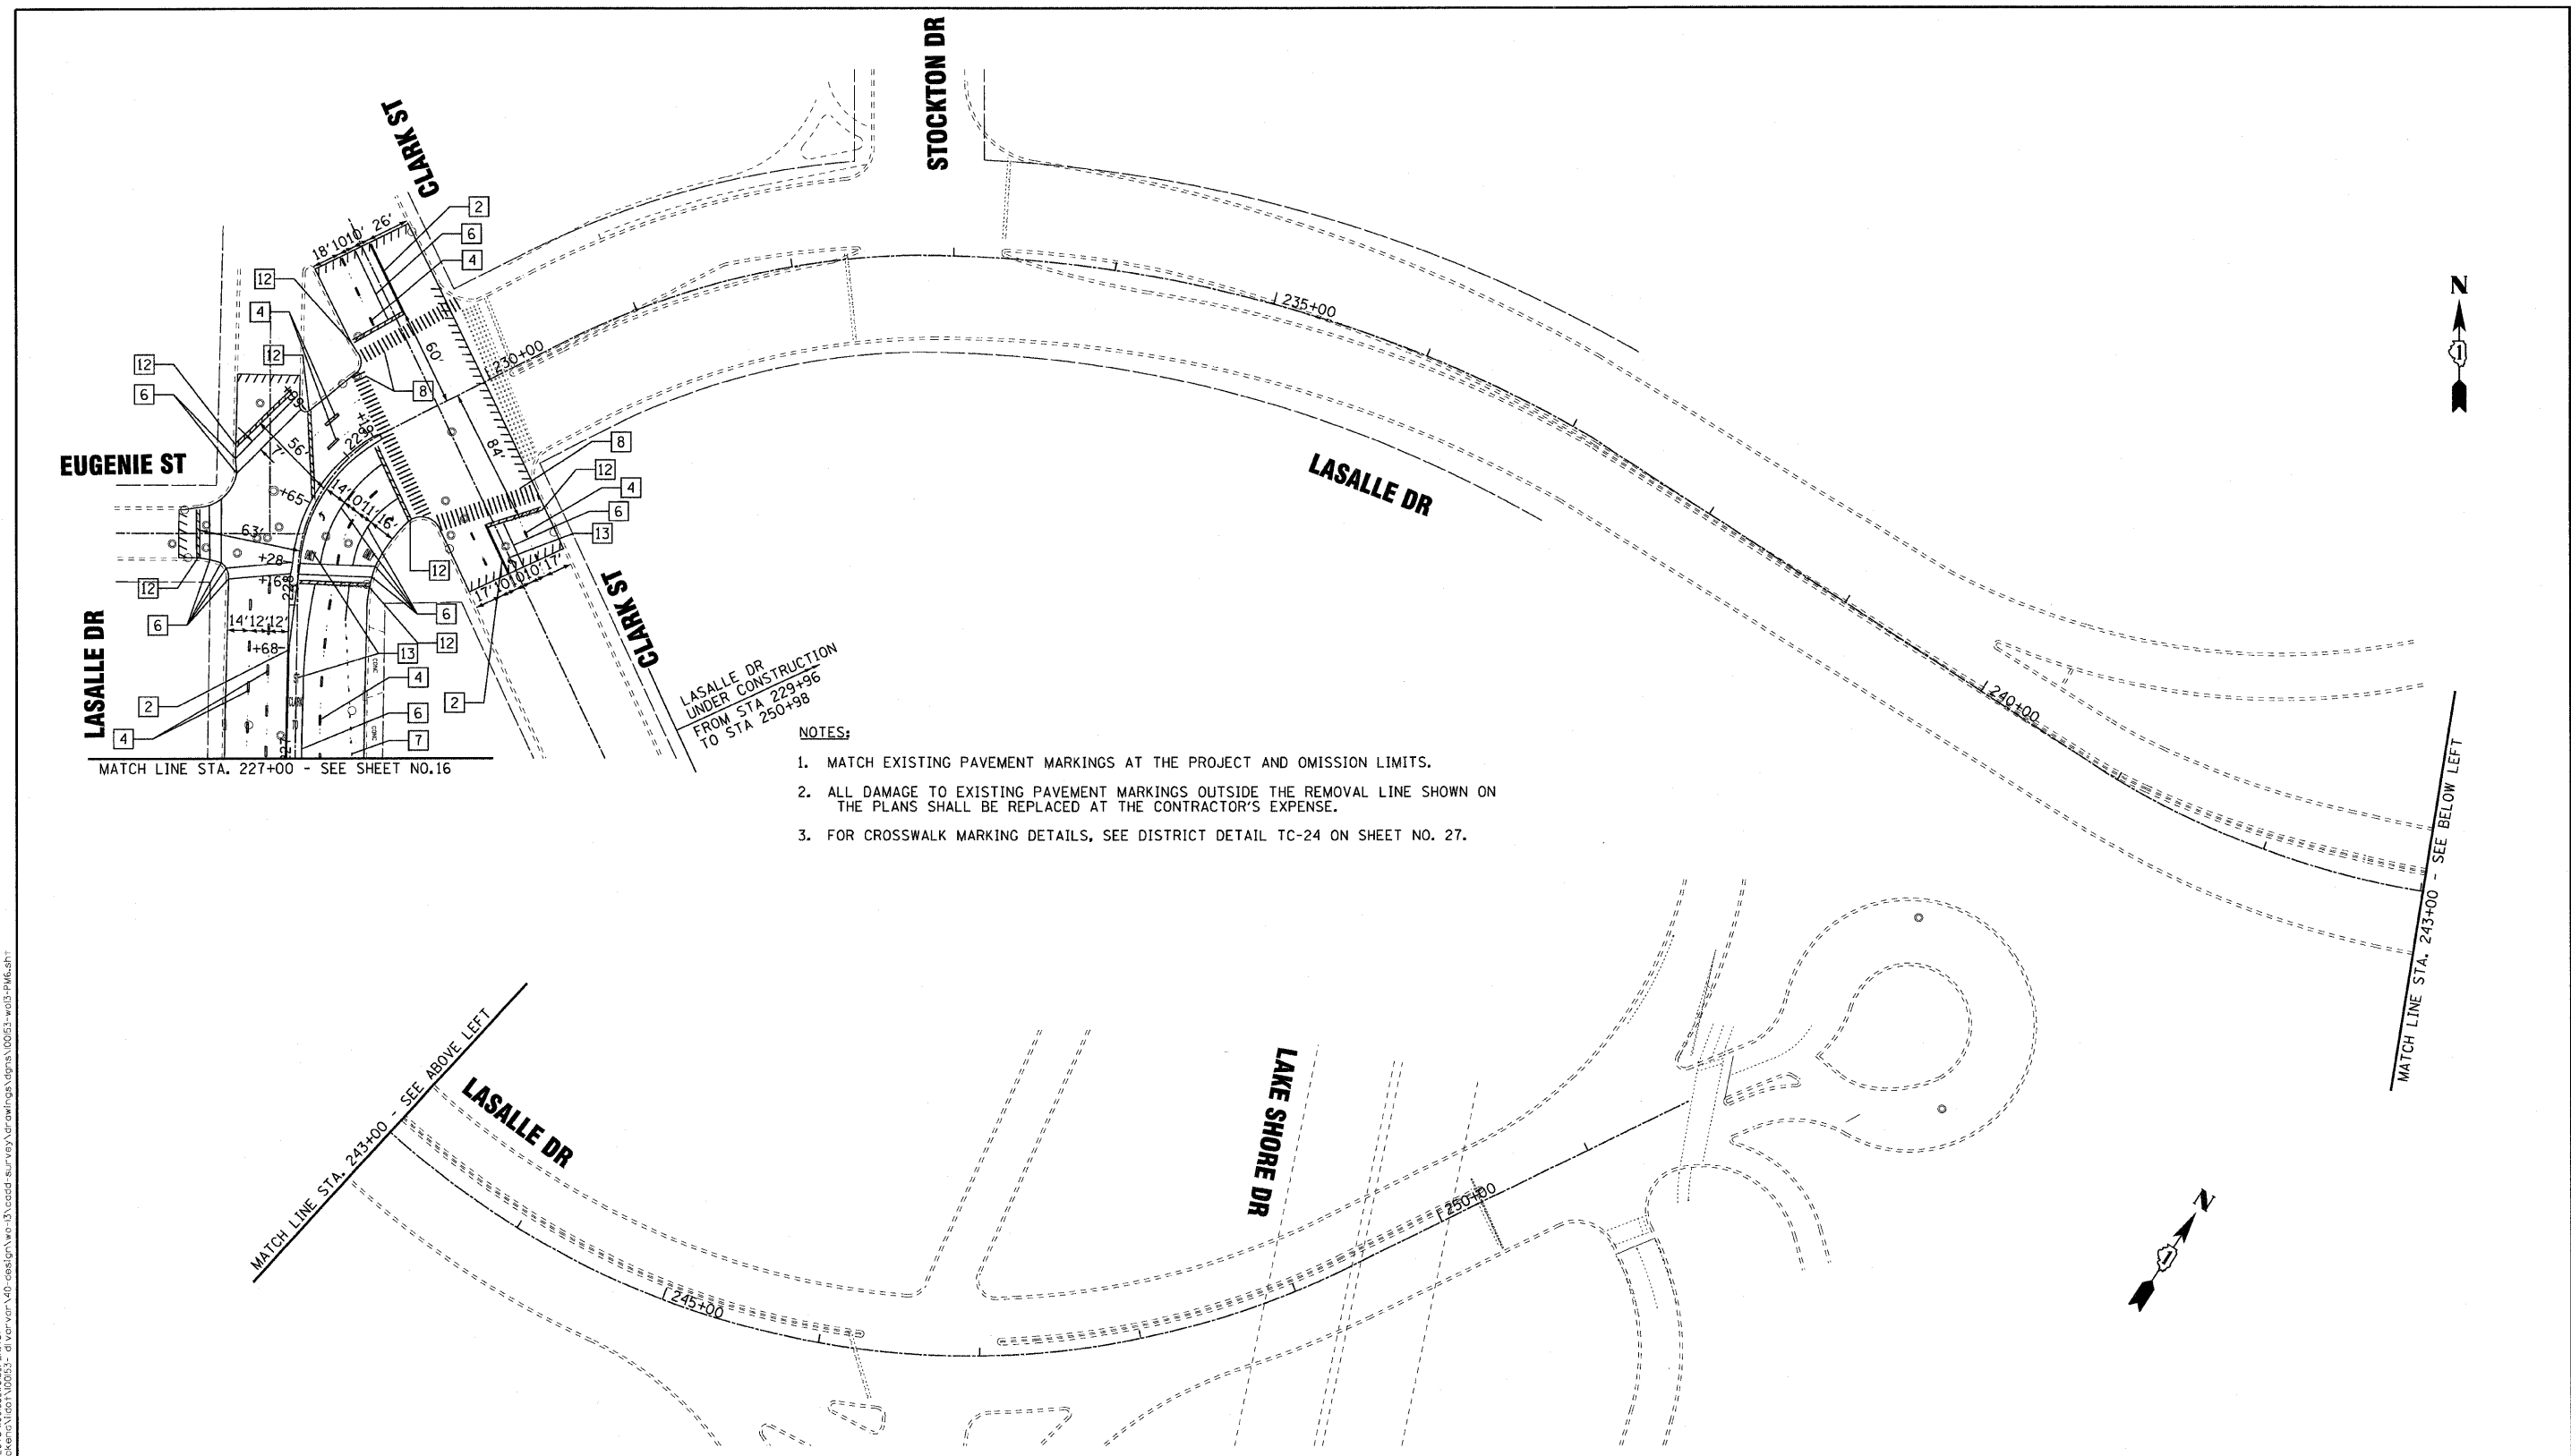 STOCKTON DR
CLARK ST
2
6
4
26'
18'
10'
10'
12
4
12
12
6
8
60'
230+00
235+00
N
1
EUGENIE ST
56'
7'
229
+65
14'
10'
11'
16'
84'
8
12
4
6
13
LASALLE DR
63'
+28
+16
228
12
12
17'
10'
10'
17'
CLARK ST
6
6
12
13
14'
12'
12'
+68
LASALLE DR
2
4
4
6
7
2
227
CONC
CONC
MATCH LINE STA. 227+00 - SEE SHEET NO.16
LASALLE DR
UNDER CONSTRUCTION
FROM STA 229+96
TO STA 250+98
240+00
MATCH LINE STA. 243+00 - SEE BELOW LEFT
NOTES:
1. MATCH EXISTING PAVEMENT MARKINGS AT THE PROJECT AND OMISSION LIMITS.
2. ALL DAMAGE TO EXISTING PAVEMENT MARKINGS OUTSIDE THE REMOVAL LINE SHOWN ON
THE PLANS SHALL BE REPLACED AT THE CONTRACTOR'S EXPENSE.
3. FOR CROSSWALK MARKING DETAILS, SEE DISTRICT DETAIL TC-24 ON SHEET NO. 27.
MATCH LINE STA. 243+00 - SEE ABOVE LEFT
LASALLE DR
LAKE SHORE DR
245+00
250+00
N
1